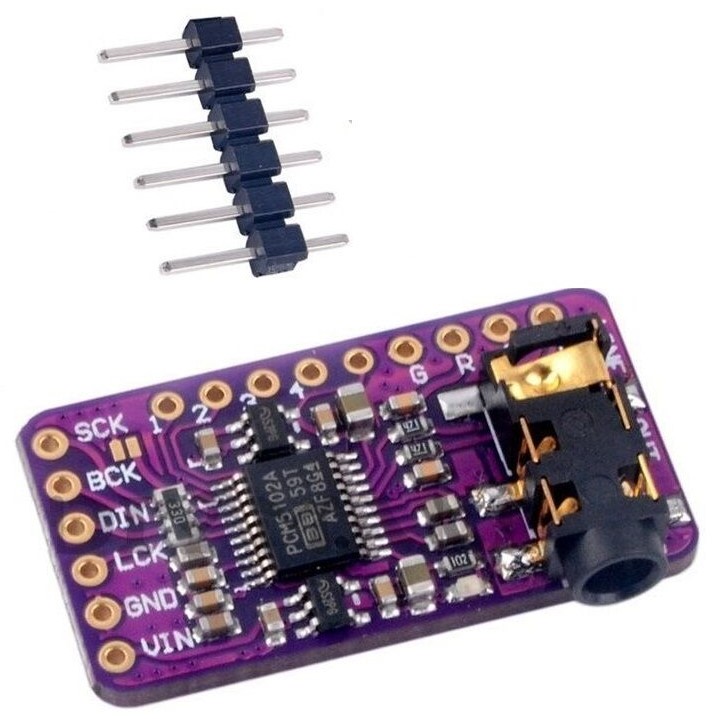 SCK
BCK
DIN
LCK
GND
VIN
1
2
3
4
G
R
PCM5102A
59T
AZF8G4
330
102